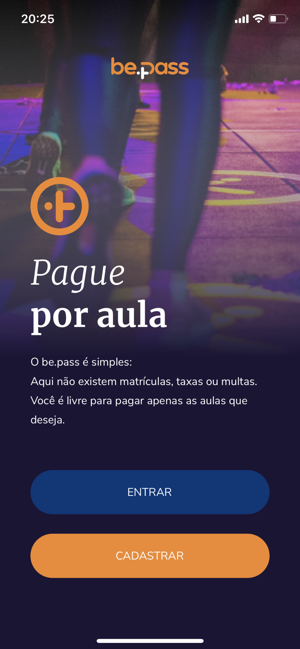 20:25
be.pass
Pague
por aula
O be.pass é simples:
Aqui não existem matrículas, taxas ou multas.
Você é livre para pagar apenas as aulas que
deseja.
ENTRAR
CADASTRAR